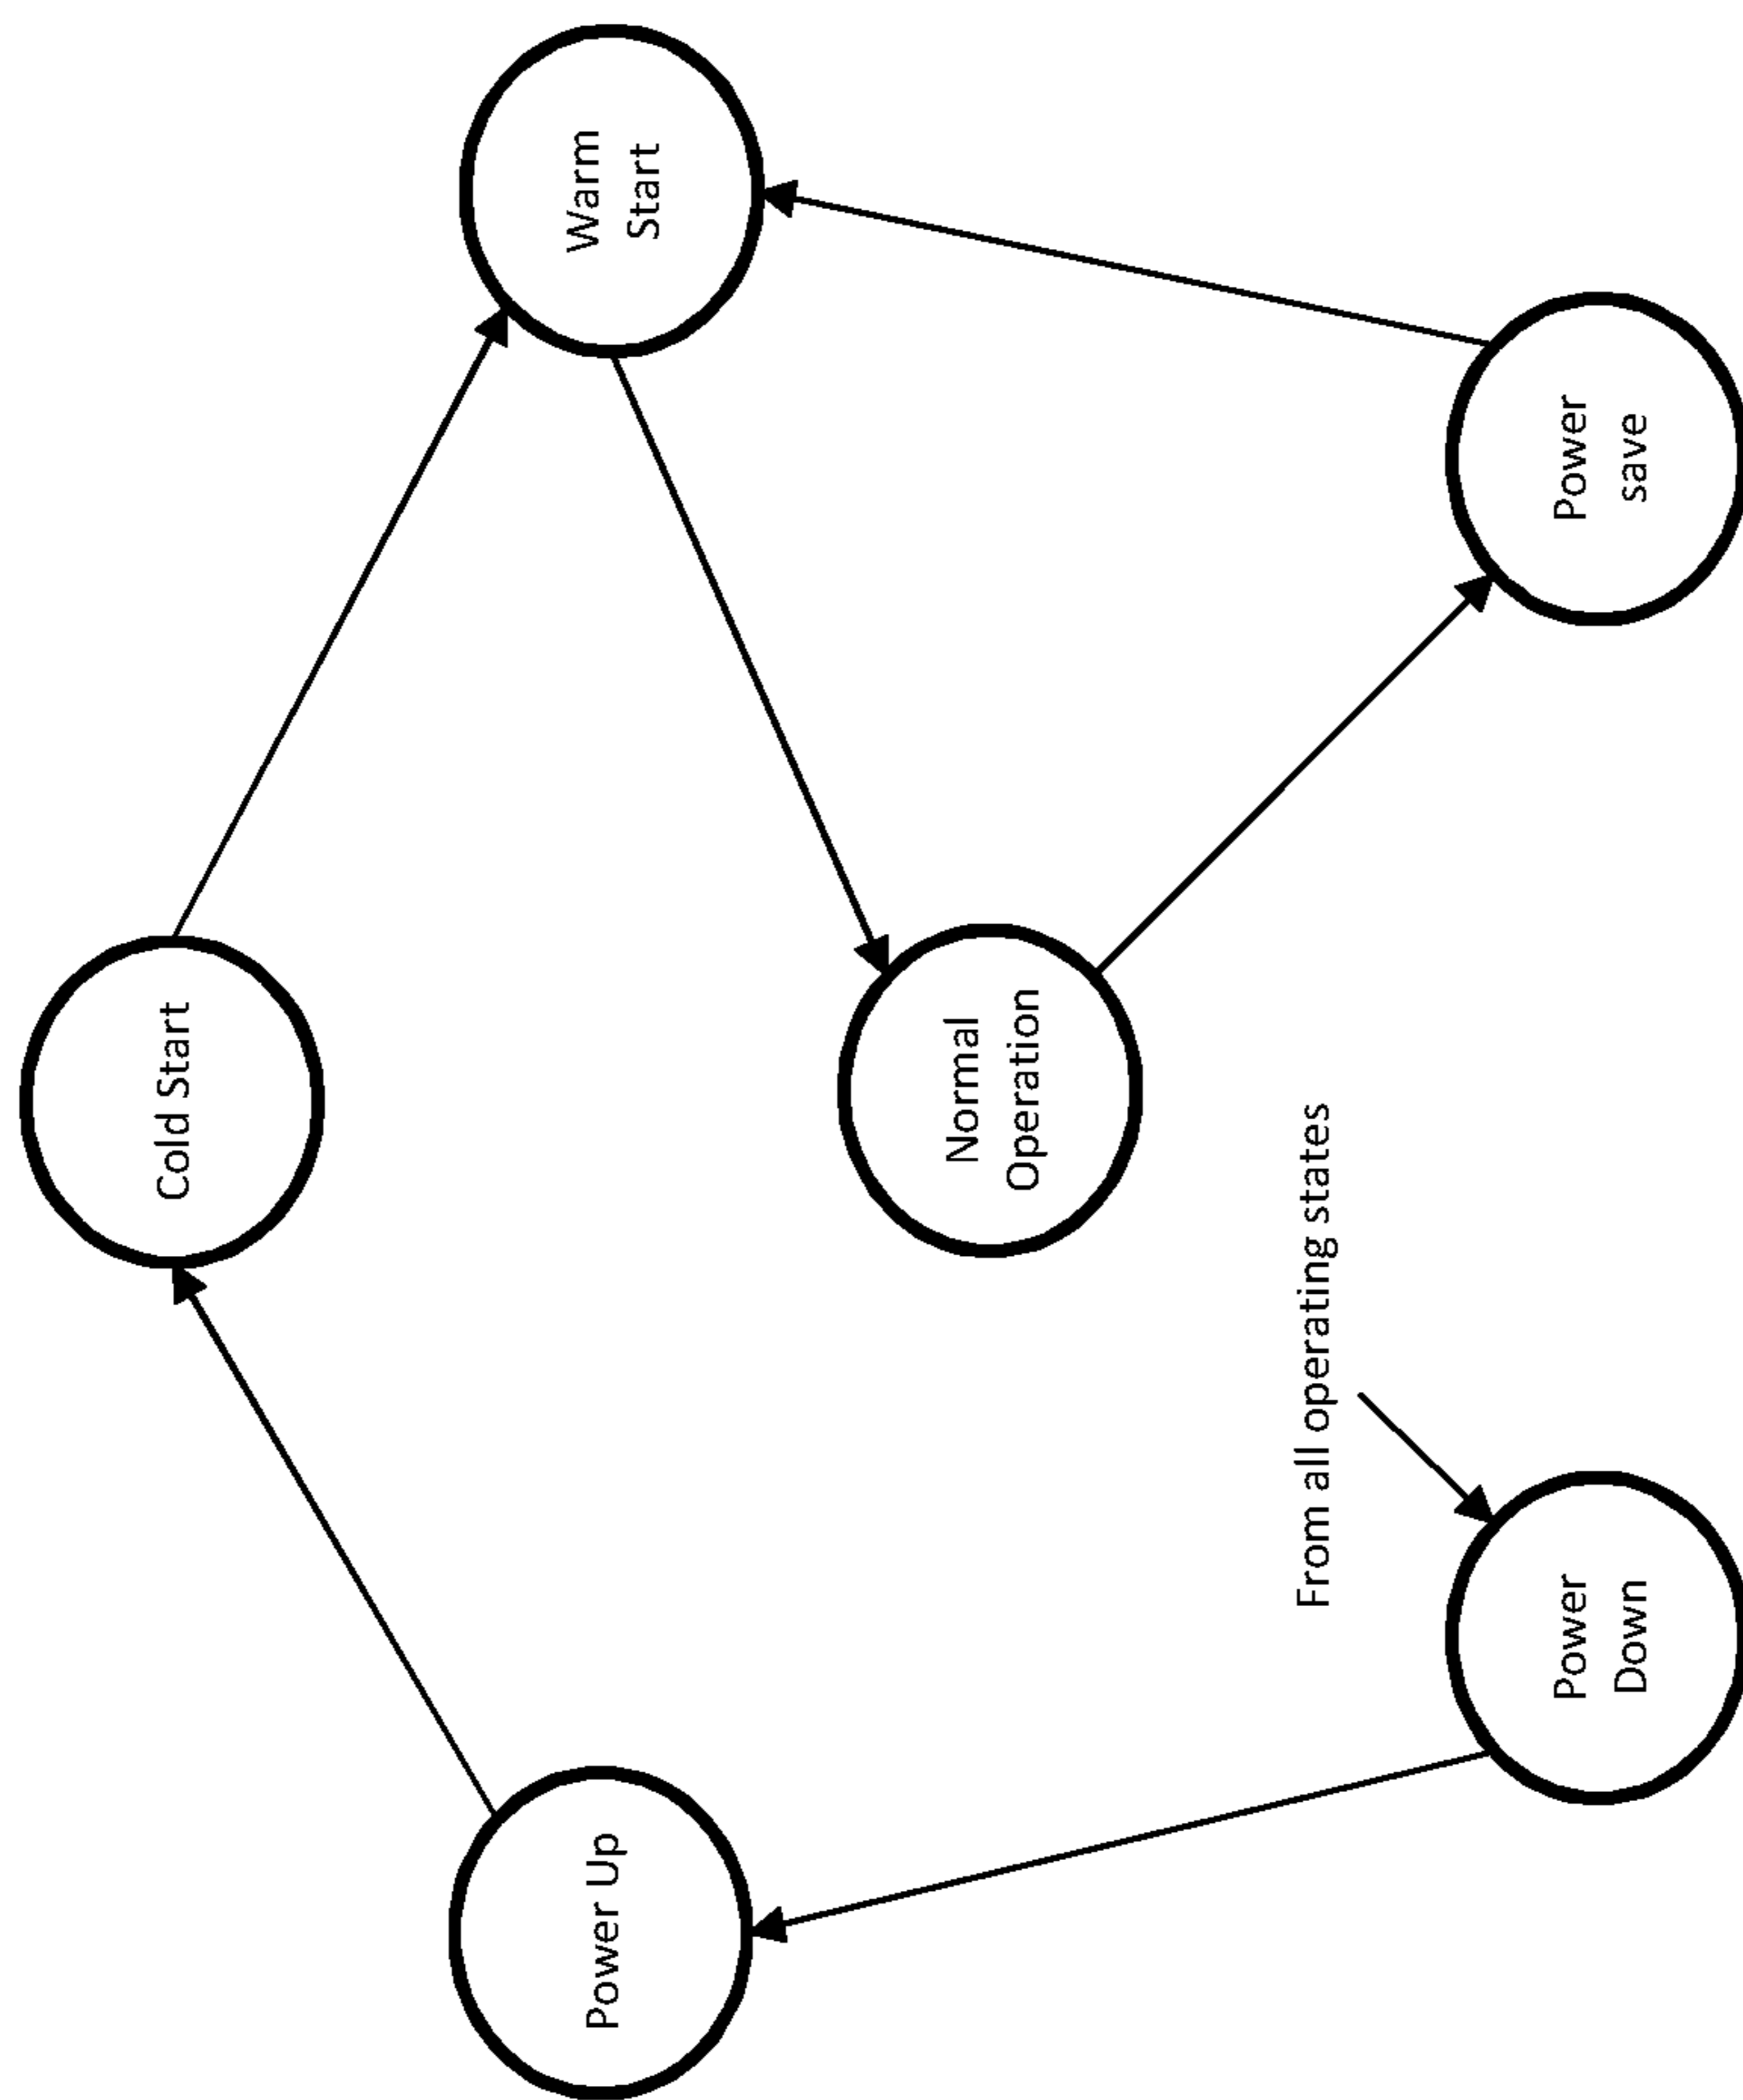 Cold Start
Power Up
Warm
Start
Normal
Operation
From all operating states
Power
Down
Power
save